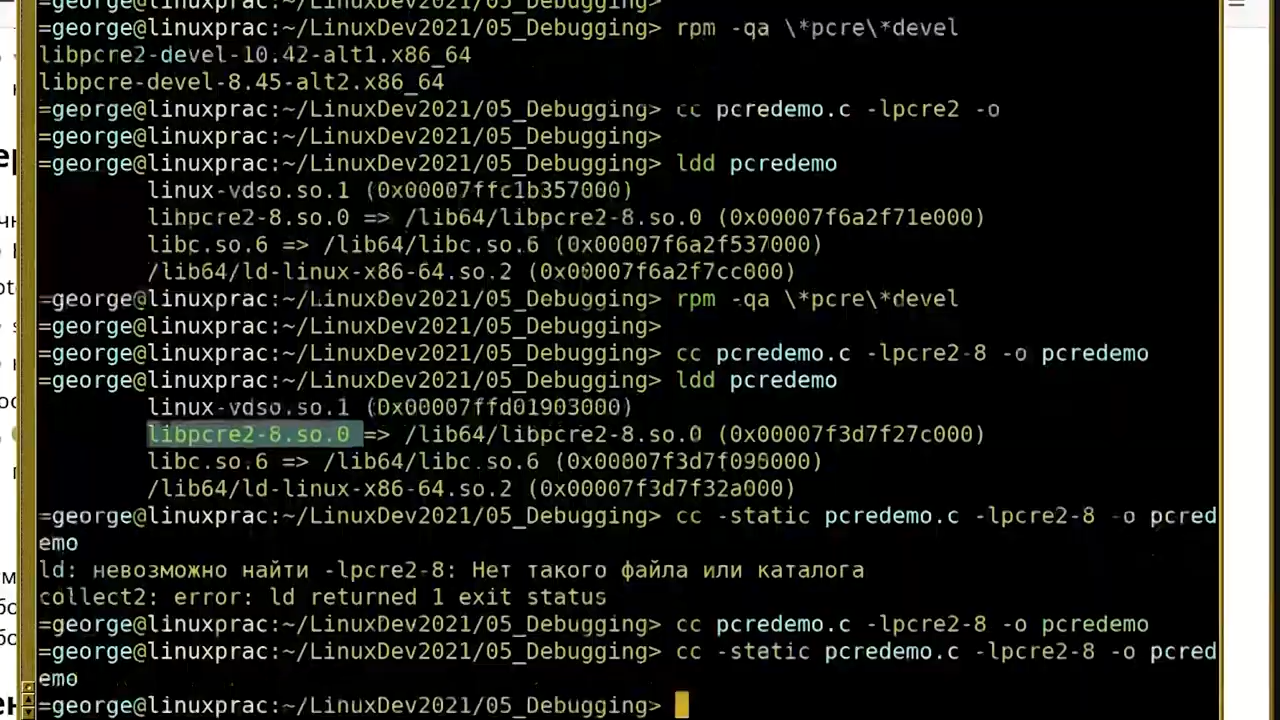 =george@linuxprac:~/LinuxDev2021/05_Debugging>
=george@linuxprac:~/LinuxDev2021/05_Debugging> rpm -qa \*pcre\*devel
libpcre2-devel-10.42-alt1.x86_64
libpcre-devel-8.45-alt2.x86_64
=george@linuxprac:~/LinuxDev2021/05_Debugging> cc pcredemo.c -lpcre2 -o
=george@linuxprac:~/LinuxDev2021/05_Debugging>
=george@linuxprac:~/LinuxDev2021/05_Debugging> ldd pcredemo
linux-vdso.so.1 (0x00007ffc1b357000)
libpcre2-8.so.0 => /lib64/libpcre2-8.so.0 (0x00007f6a2f71e000)
libc.so.6 => /lib64/libc.so.6 (0x00007f6a2f537000)
/lib64/ld-linux-x86-64.so.2 (0x00007f6a2f7cc000)
=george@linuxprac:~/LinuxDev2021/05_Debugging> rpm -qa \*pcre\*devel
=george@linuxprac:~/LinuxDev2021/05_Debugging>
=george@linuxprac:~/LinuxDev2021/05_Debugging> cc pcredemo.c -lpcre2-8 -o pcredemo
=george@linuxprac:~/LinuxDev2021/05_Debugging> ldd pcredemo
linux-vdso.so.1 (0x00007ffd01903000)
libpcre2-8.so.0 => /lib64/libpcre2-8.so.0 (0x00007f3d7f27c000)
libc.so.6 => /lib64/libc.so.6 (0x00007f3d7f095000)
/lib64/ld-linux-x86-64.so.2 (0x00007f3d7f32a000)
=george@linuxprac:~/LinuxDev2021/05_Debugging> cc -static pcredemo.c -lpcre2-8 -o pcred
emo
ld: невозможно найти -lpcre2-8: Нет такого файла или каталога
collect2: error: ld returned 1 exit status
=george@linuxprac:~/LinuxDev2021/05_Debugging> cc pcredemo.c -lpcre2-8 -o pcredemo
=george@linuxprac:~/LinuxDev2021/05_Debugging> cc -static pcredemo.c -lpcre2-8 -o pcred
emo
=george@linuxprac:~/LinuxDev2021/05_Debugging>